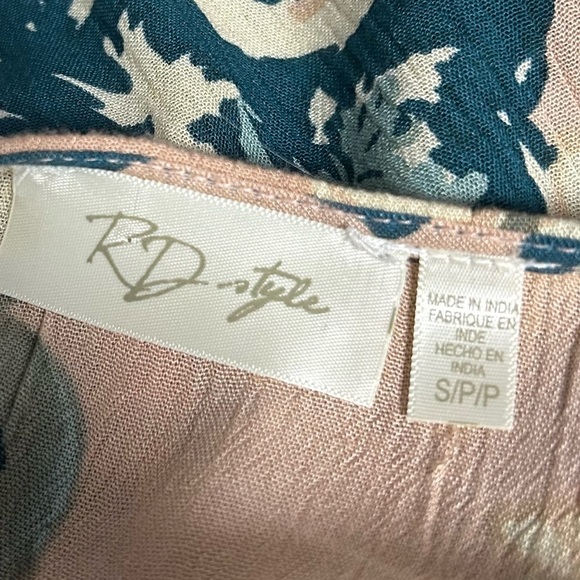 RD style
MADE IN INDIA
FABRIQUE EN
INDE
HECHO EN
INDIA
S/P/P